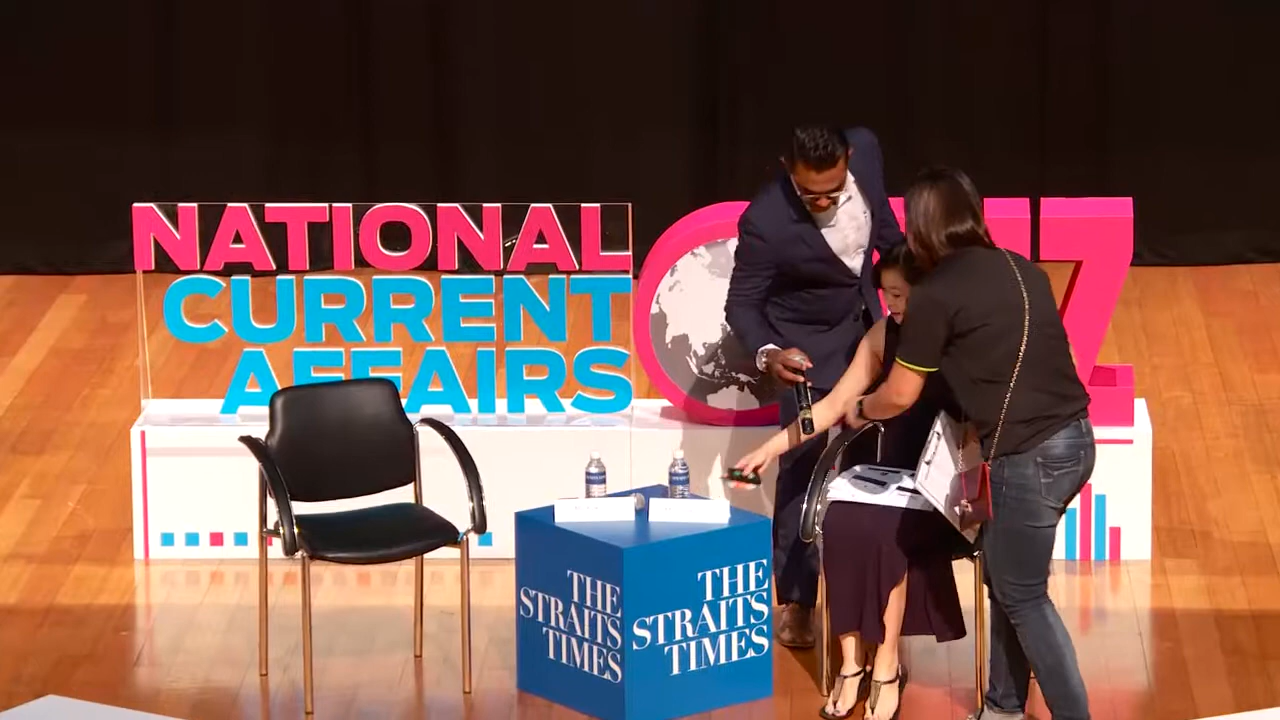 NATIONAL
CURRENT
AFFAIRS
THE
STRAITS
TIMES
THE
STRAITS
TIMES